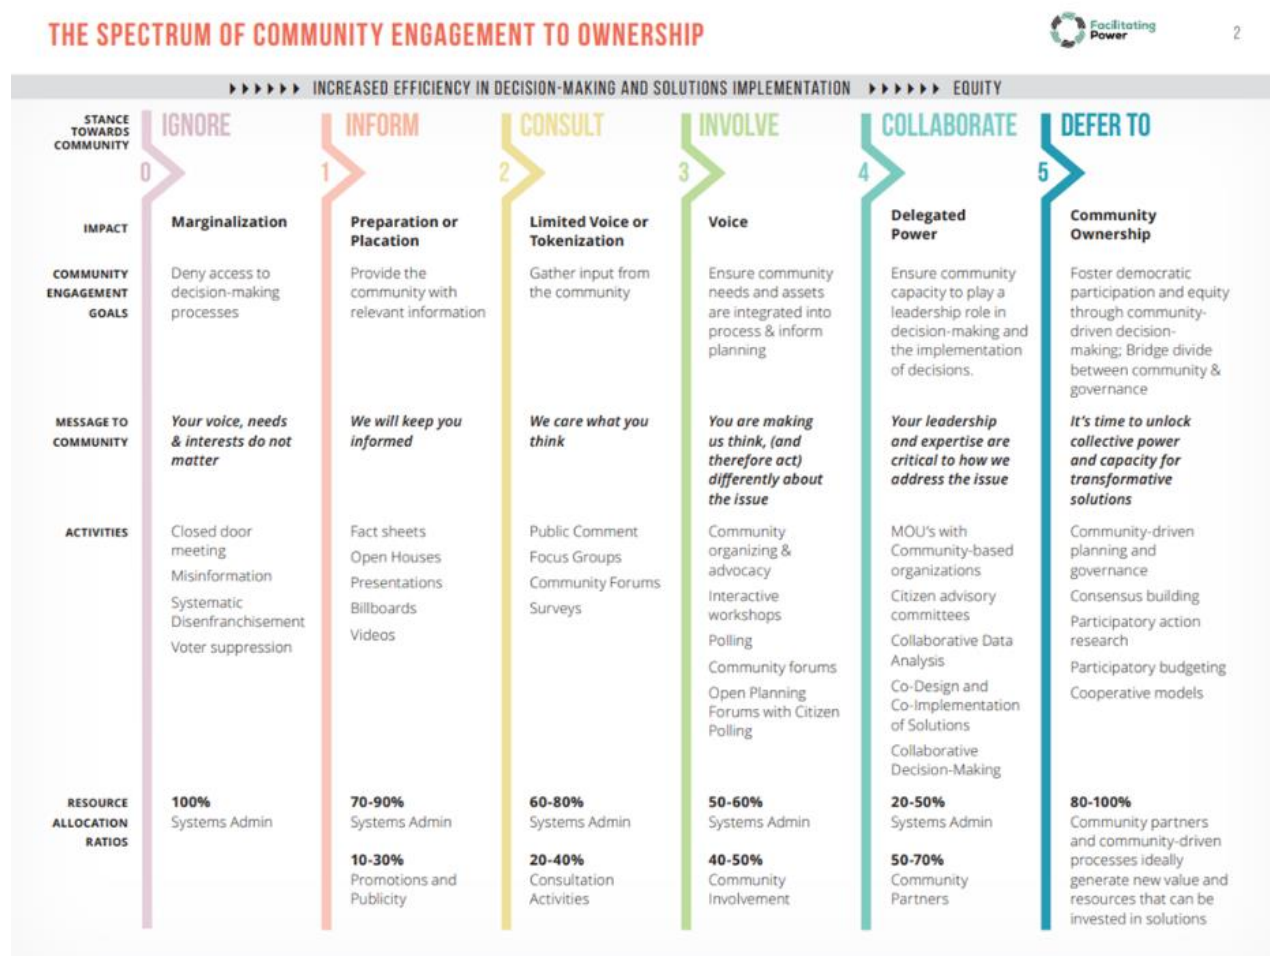 THE SPECTRUM OF COMMUNITY ENGAGEMENT TO OWNERSHIP
Facilitating
Power
2
INCREASED EFFICIENCY IN DECISION-MAKING AND SOLUTIONS IMPLEMENTATION EQUITY
STANCE
TOWARDS
COMMUNITY
IGNORE
0
INFORM
1
CONSULT
2
INVOLVE
3
COLLABORATE
4
DEFER TO
5
IMPACT
Marginalization
Preparation or
Placation
Limited Voice or
Tokenization
Voice
Delegated
Power
Community
Ownership
COMMUNITY
ENGAGEMENT
GOALS
Deny access to
decision-making
processes
Provide the
community with
relevant information
Gather input from
the community
Ensure community
needs and assets
are integrated into
process & inform
planning
Ensure community
capacity to play a
leadership role in
decision-making and
the implementation
of decisions.
Foster democratic
participation and equity
through community-
driven decision-
making; Bridge divide
between community &
governance
MESSAGE TO
COMMUNITY
Your voice, needs
& interests do not
matter
We will keep you
informed
We care what you
think
You are making
us think, (and
therefore act)
differently about
the issue
Your leadership
and expertise are
critical to how we
address the issue
It's time to unlock
collective power
and capacity for
transformative
solutions
ACTIVITIES
Closed door
meeting
Misinformation
Systematic
Disenfranchisement
Voter suppression
Fact sheets
Open Houses
Presentations
Billboards
Videos
Public Comment
Focus Groups
Community Forums
Surveys
Community
organizing &
advocacy
Interactive
workshops
Polling
Community forums
Open Planning
Forums with Citizen
Polling
MOU's with
Community-based
organizations
Citizen advisory
committees
Collaborative Data
Analysis
Co-Design and
Co-Implementation
of Solutions
Collaborative
Decision-Making
Community-driven
planning and
governance
Consensus building
Participatory action
research
Participatory budgeting
Cooperative models
RESOURCE
ALLOCATION
RATIOS
100%
Systems Admin
70-90%
Systems Admin
10-30%
Promotions and
Publicity
60-80%
Systems Admin
20-40%
Consultation
Activities
50-60%
Systems Admin
40-50%
Community
Involvement
20-50%
Systems Admin
50-70%
Community
Partners
80-100%
Community partners
and community-driven
processes ideally
generate new value and
resources that can be
invested in solutions